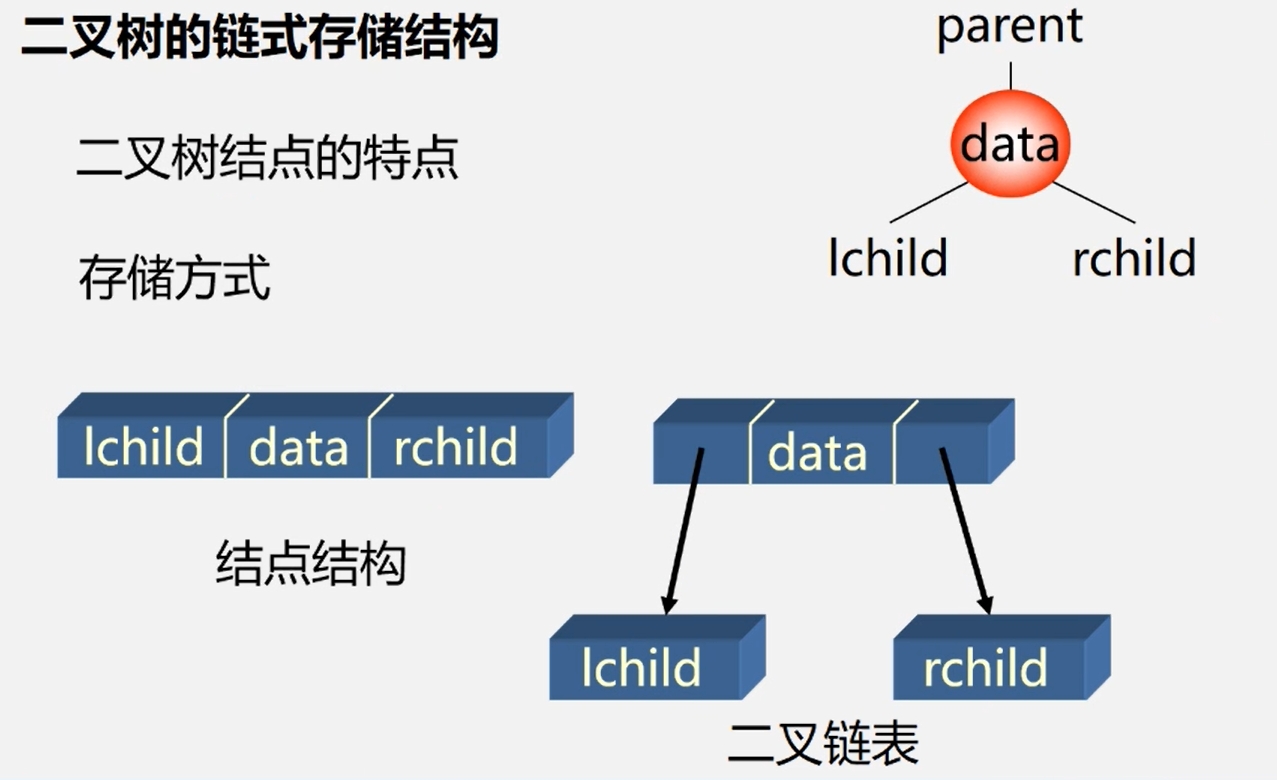 二叉树的链式存储结构
parent
data
lchild rchild
二叉树结点的特点
存储方式
lchild data rchild
结点结构
data
lchild rchild
二叉链表